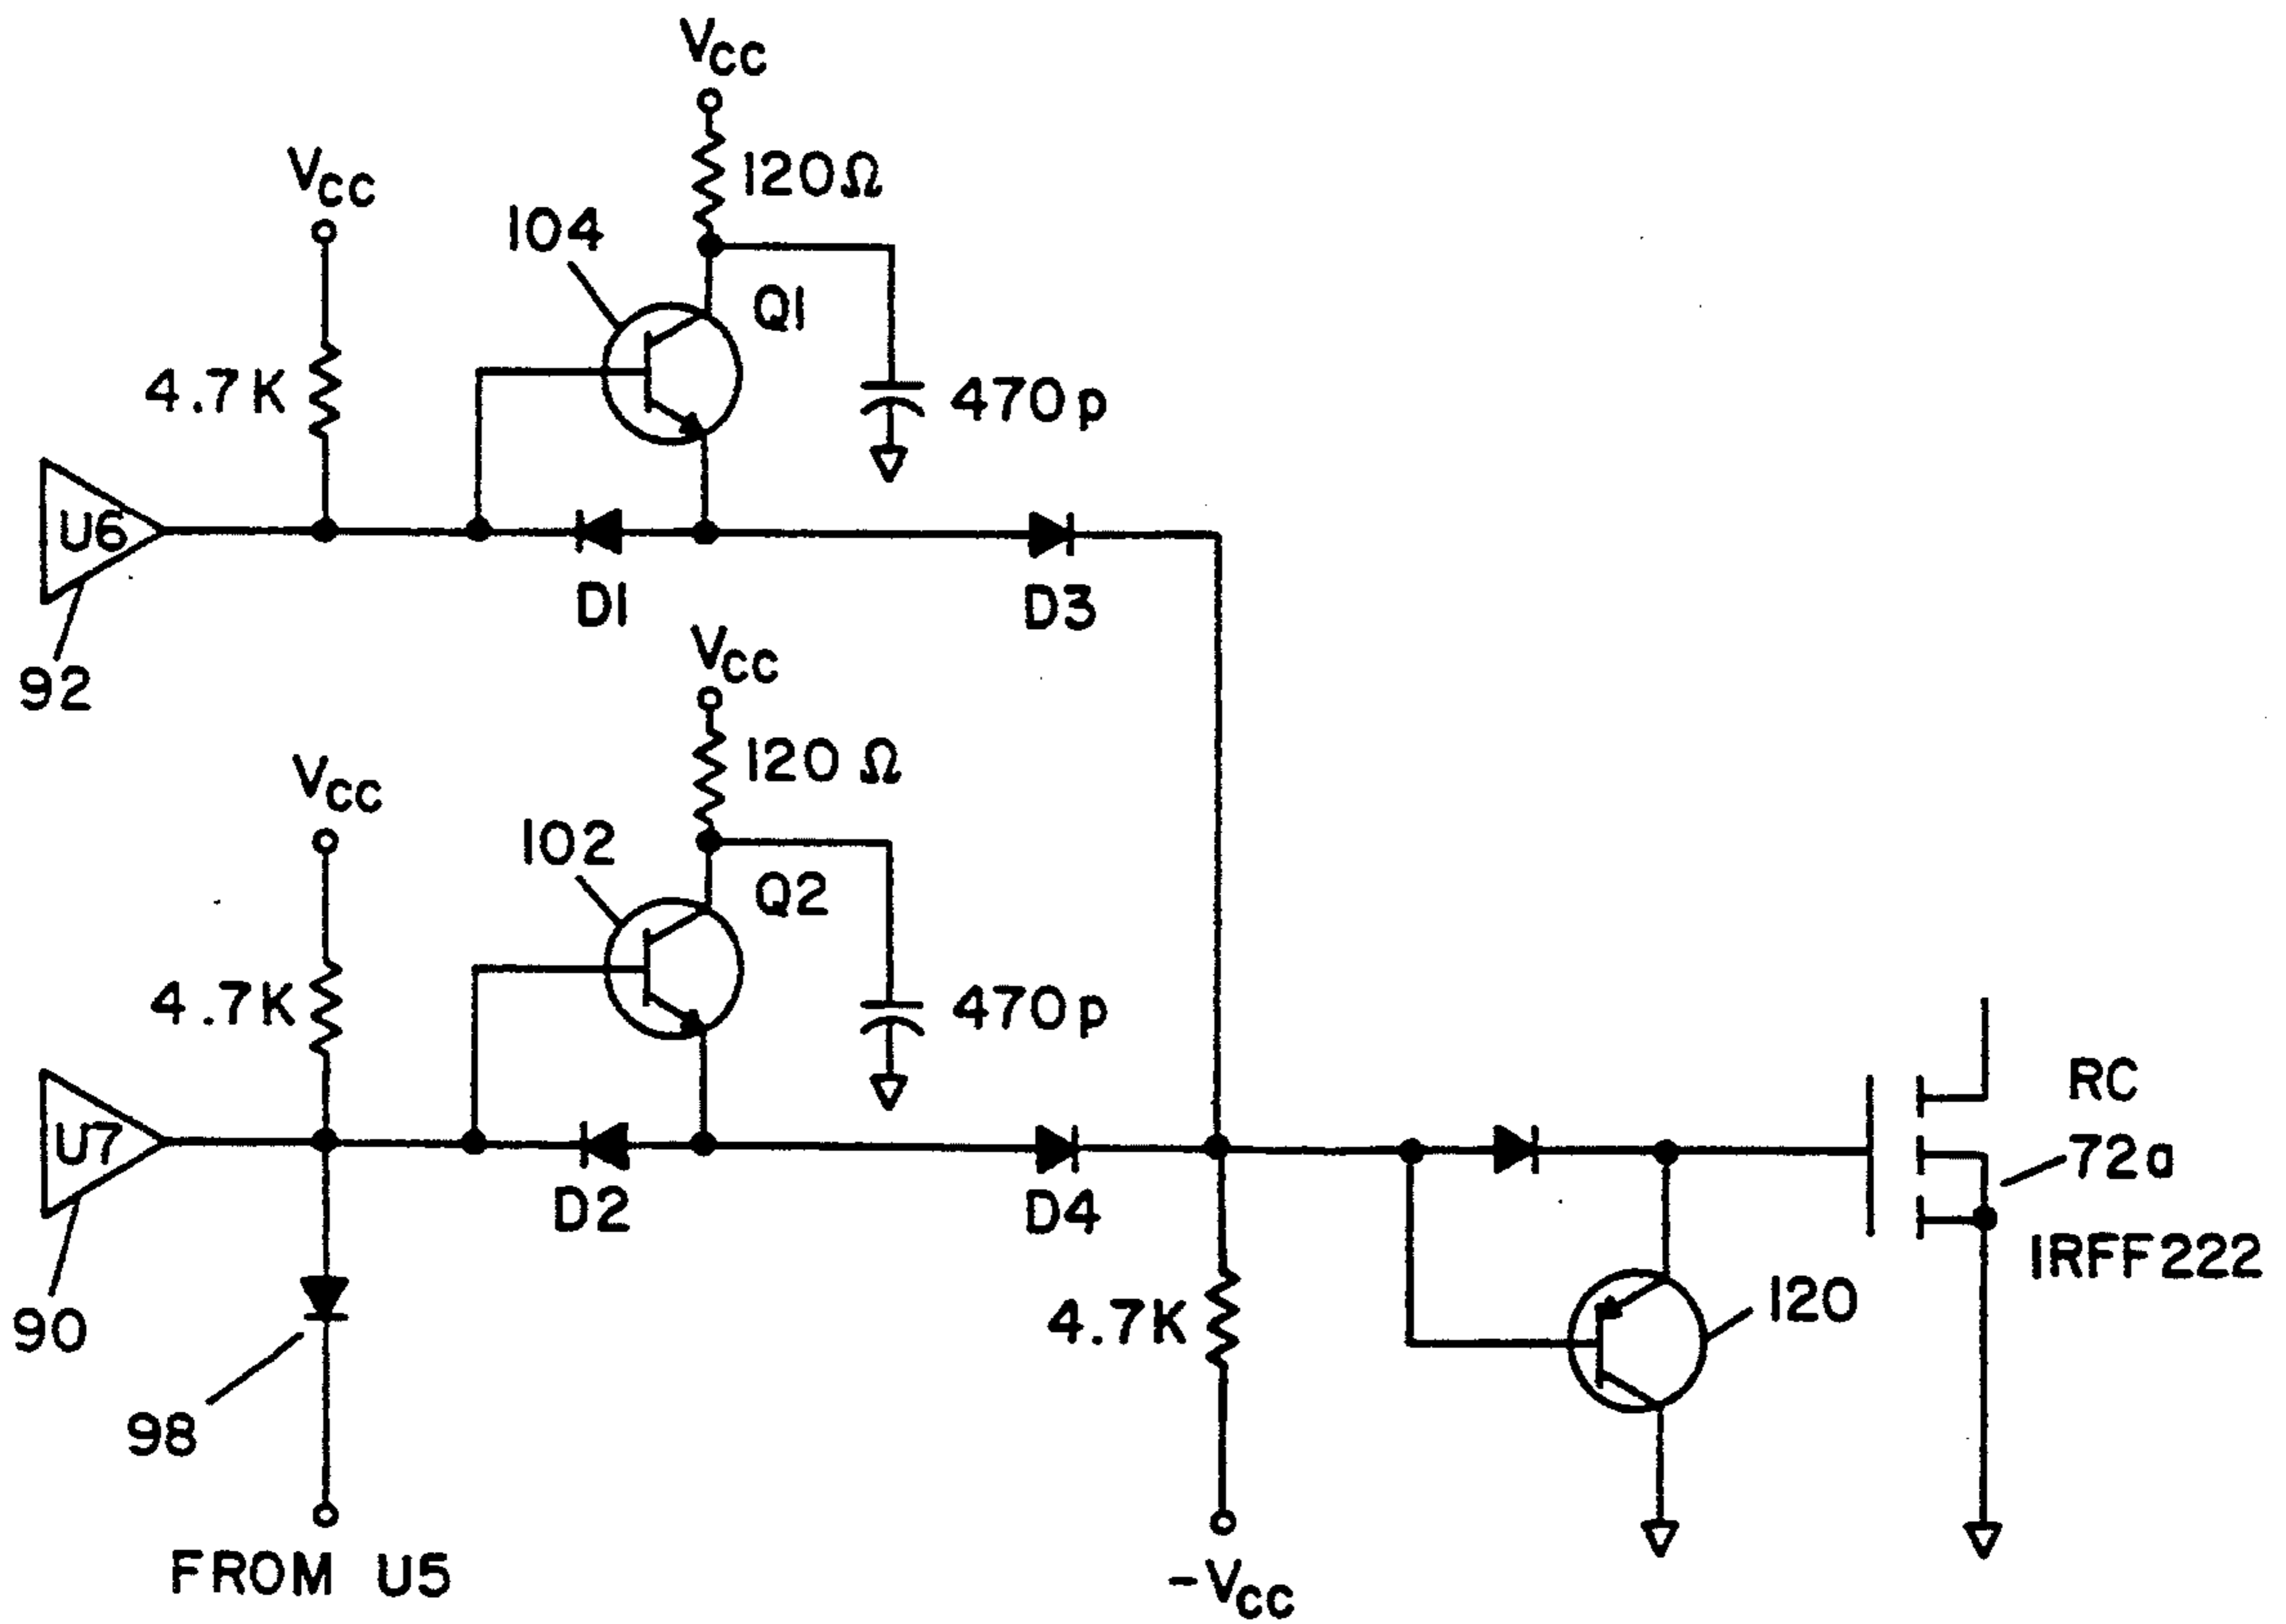 VCC
VCC
120Ω
104
Q1
4.7K
470p
U6
D1
D3
92
VCC
VCC
120 Ω
102
Q2
4.7K
470p
RC
U7
72a
D2
D4
IRFF222
90
4.7K
120
98
FROM U5
-VCC